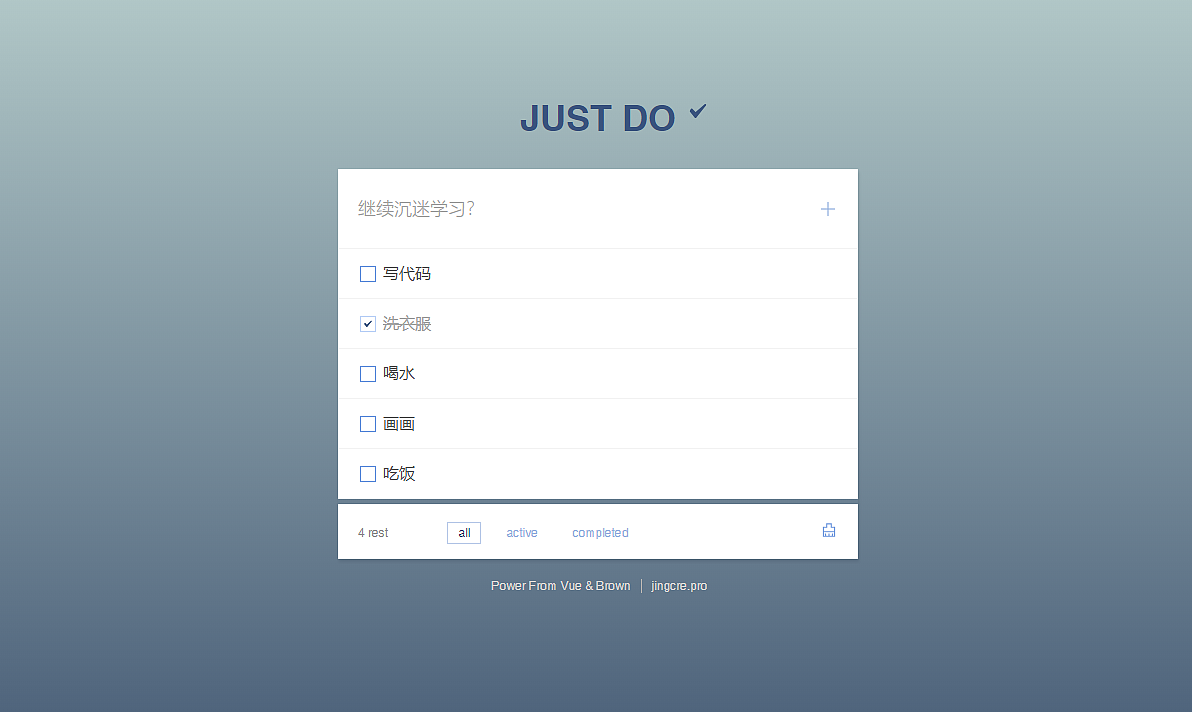 JUST DO
继续沉迷学习?
写代码
洗衣服
喝水
画画
吃饭
4 rest all active completed
Power From Vue & Brown jingcre.pro